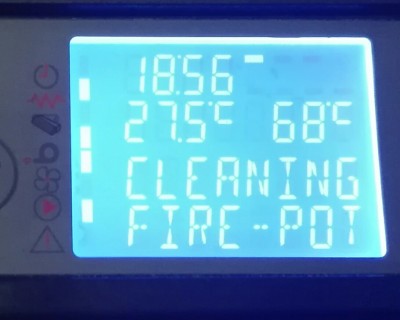 18:56
27.5°C 68°C
CLEANING
FIRE-POT